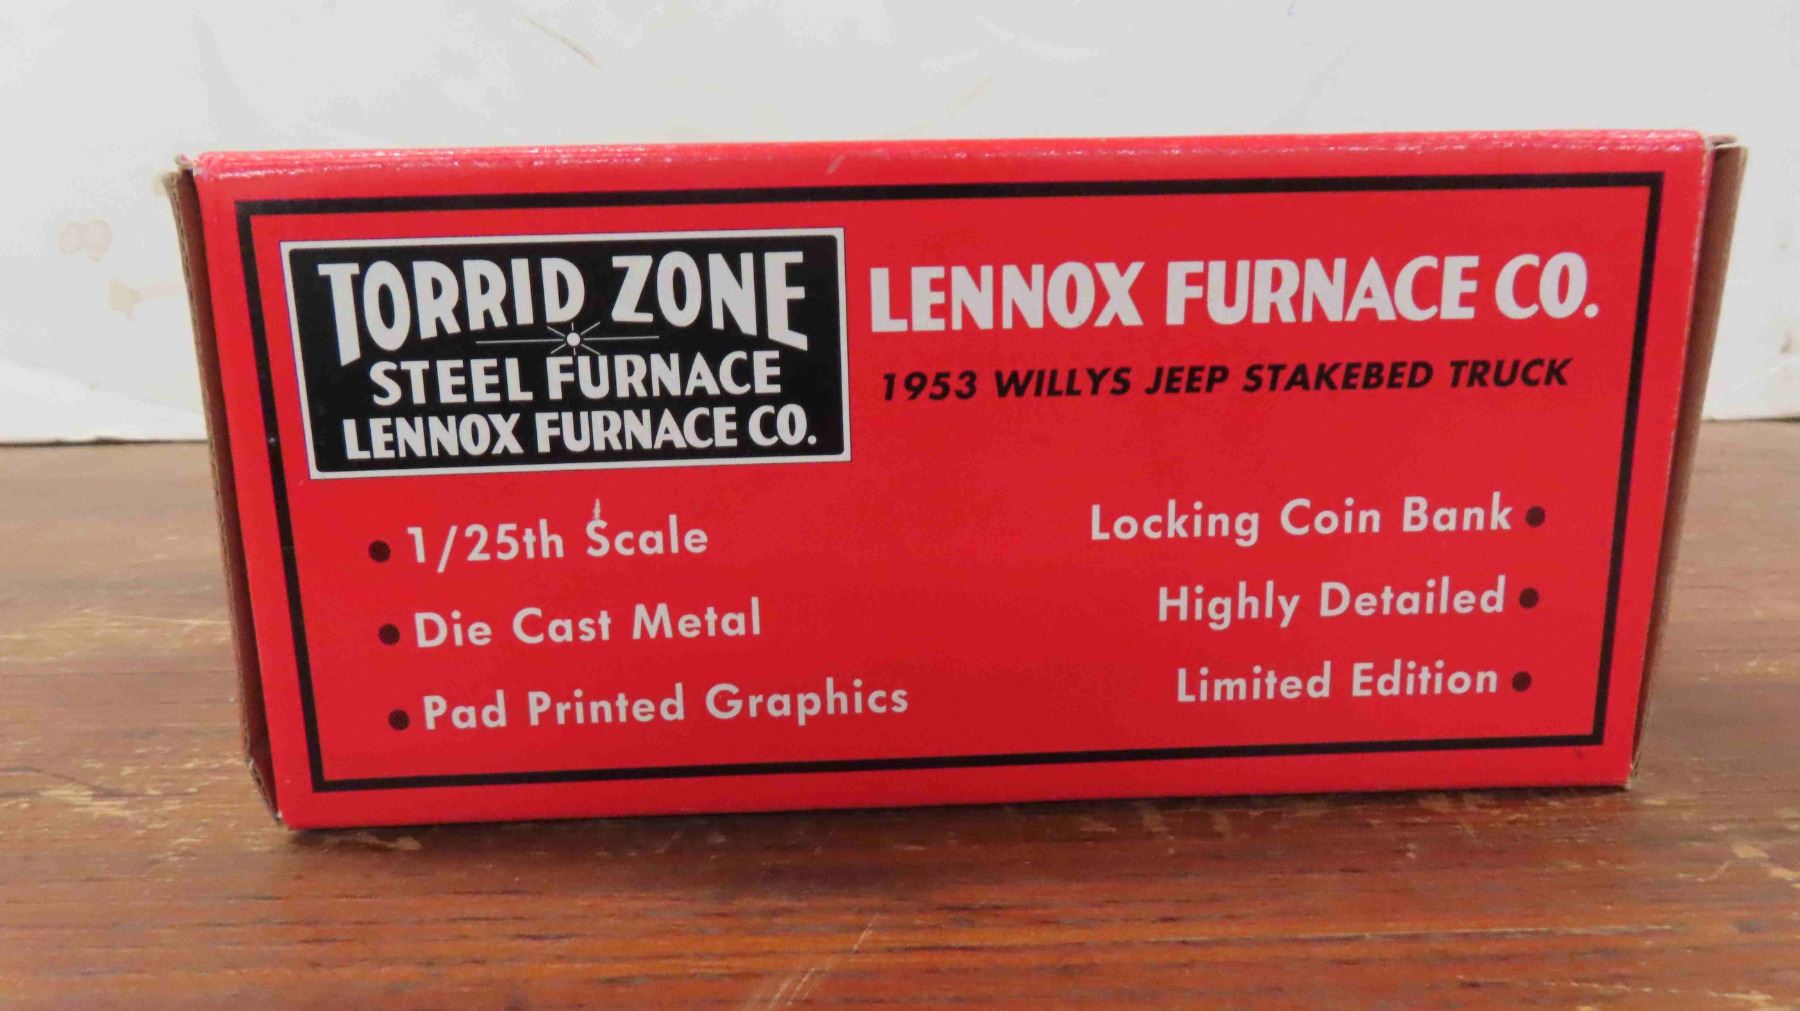 TORRID ZONE
STEEL FURNACE
LENNOX FURNACE CO.
LENNOX FURNACE CO.
1953 WILLYS JEEP STAKEBED TRUCK
• 1/25th Scale
• Die Cast Metal
• Pad Printed Graphics
Locking Coin Bank •
Highly Detailed •
Limited Edition •